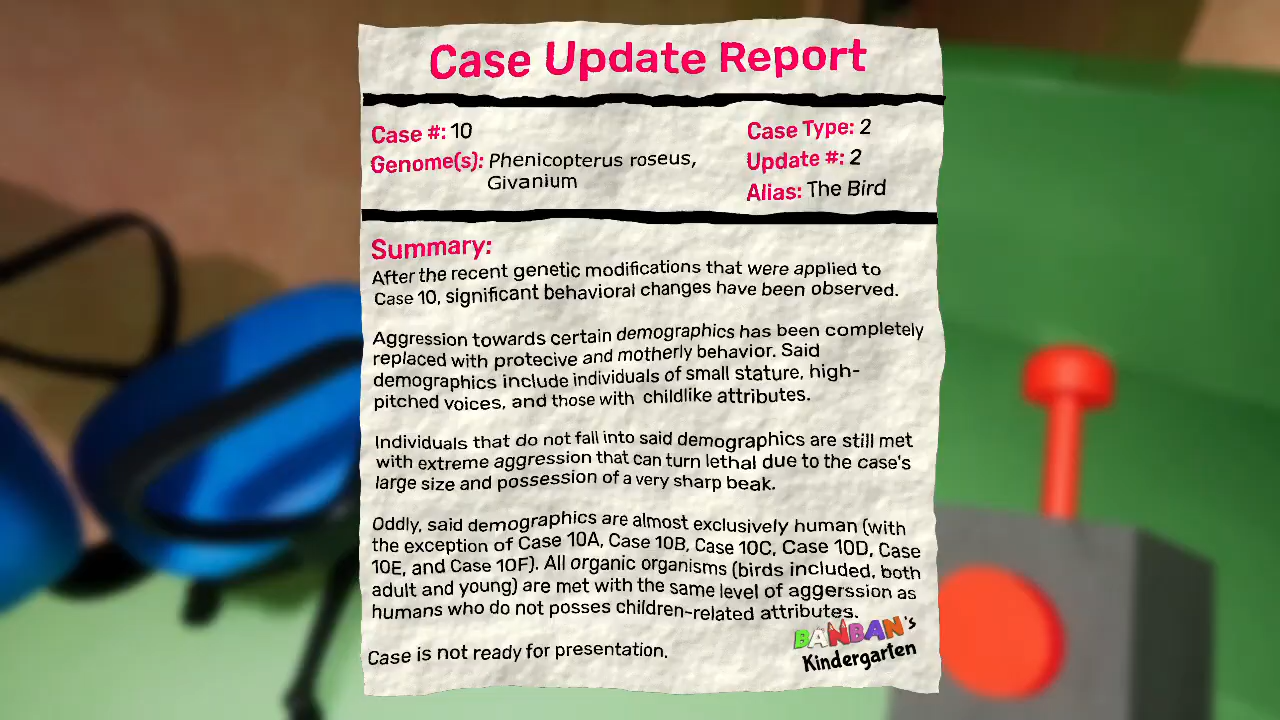 Case Update Report
Case #: 10
Genome(s): Phenicopterus roseus,
Givanium
Case Type: 2
Update #: 2
Alias: The Bird
Summary:
After the recent genetic modifications that were applied to
Case 10, significant behavioral changes have been observed.
Aggression towards certain demographics has been completely
replaced with protecive and motherly behavior. Said
demographics include individuals of small stature, high-
pitched voices, and those with childlike attributes.
Individuals that do not fall into said demographics are still met
with extreme aggression that can turn lethal due to the case's
large size and possession of a very sharp beak.
Oddly, said demographics are almost exclusively human (with
the exception of Case 10A, Case 10B, Case 10C, Case 10D, Case
10E, and Case 10F). All organic organisms (birds included, both
adult and young) are met with the same level of aggerssion as
humans who do not posses children-related attributes.
Case is not ready for presentation.
BANBAN's
Kindergarten